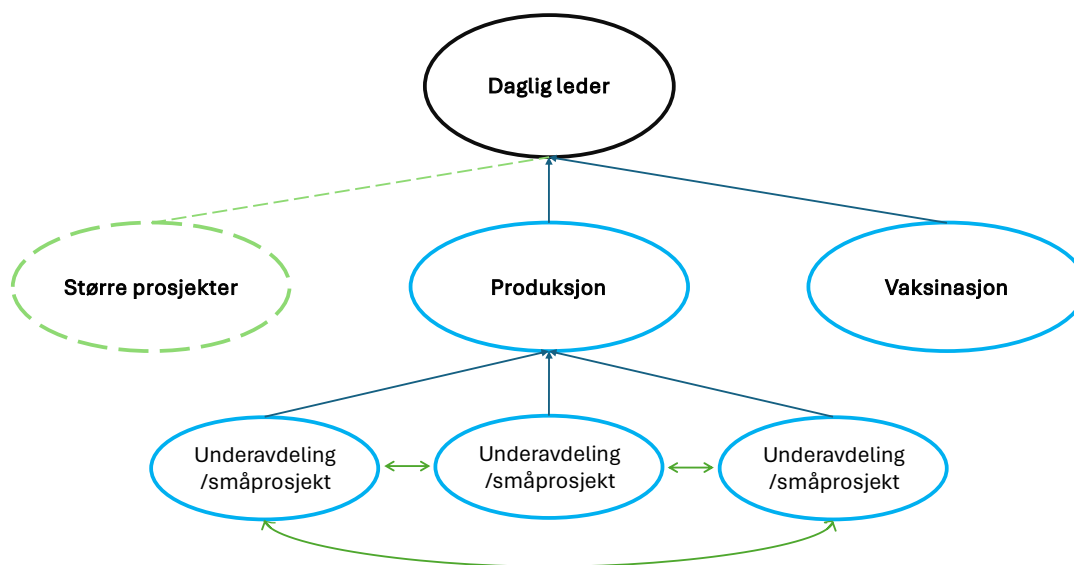 Daglig leder
Større prosjekter
Produksjon
Vaksinasjon
Underavdeling
/småprosjekt
Underavdeling
/småprosjekt
Underavdeling
/småprosjekt